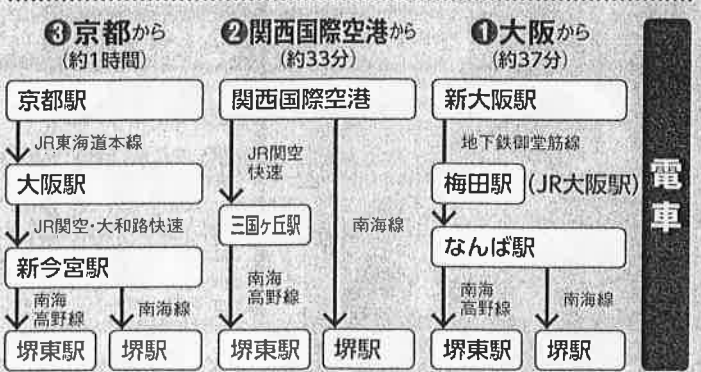 電車
❶大阪から
(約37分)
新大阪駅
地下鉄御堂筋線
梅田駅(JR大阪駅)
なんば駅
南海
高野線
南海線
堺東駅
堺駅
❷関西国際空港から
(約33分)
関西国際空港
JR関空
快速
三国ヶ丘駅
南海線
南海
高野線
堺東駅
堺駅
❸京都から
(約1時間)
京都駅
JR東海道本線
大阪駅
JR関空・大和路快速
新今宮駅
南海
高野線
南海線
堺東駅
堺駅